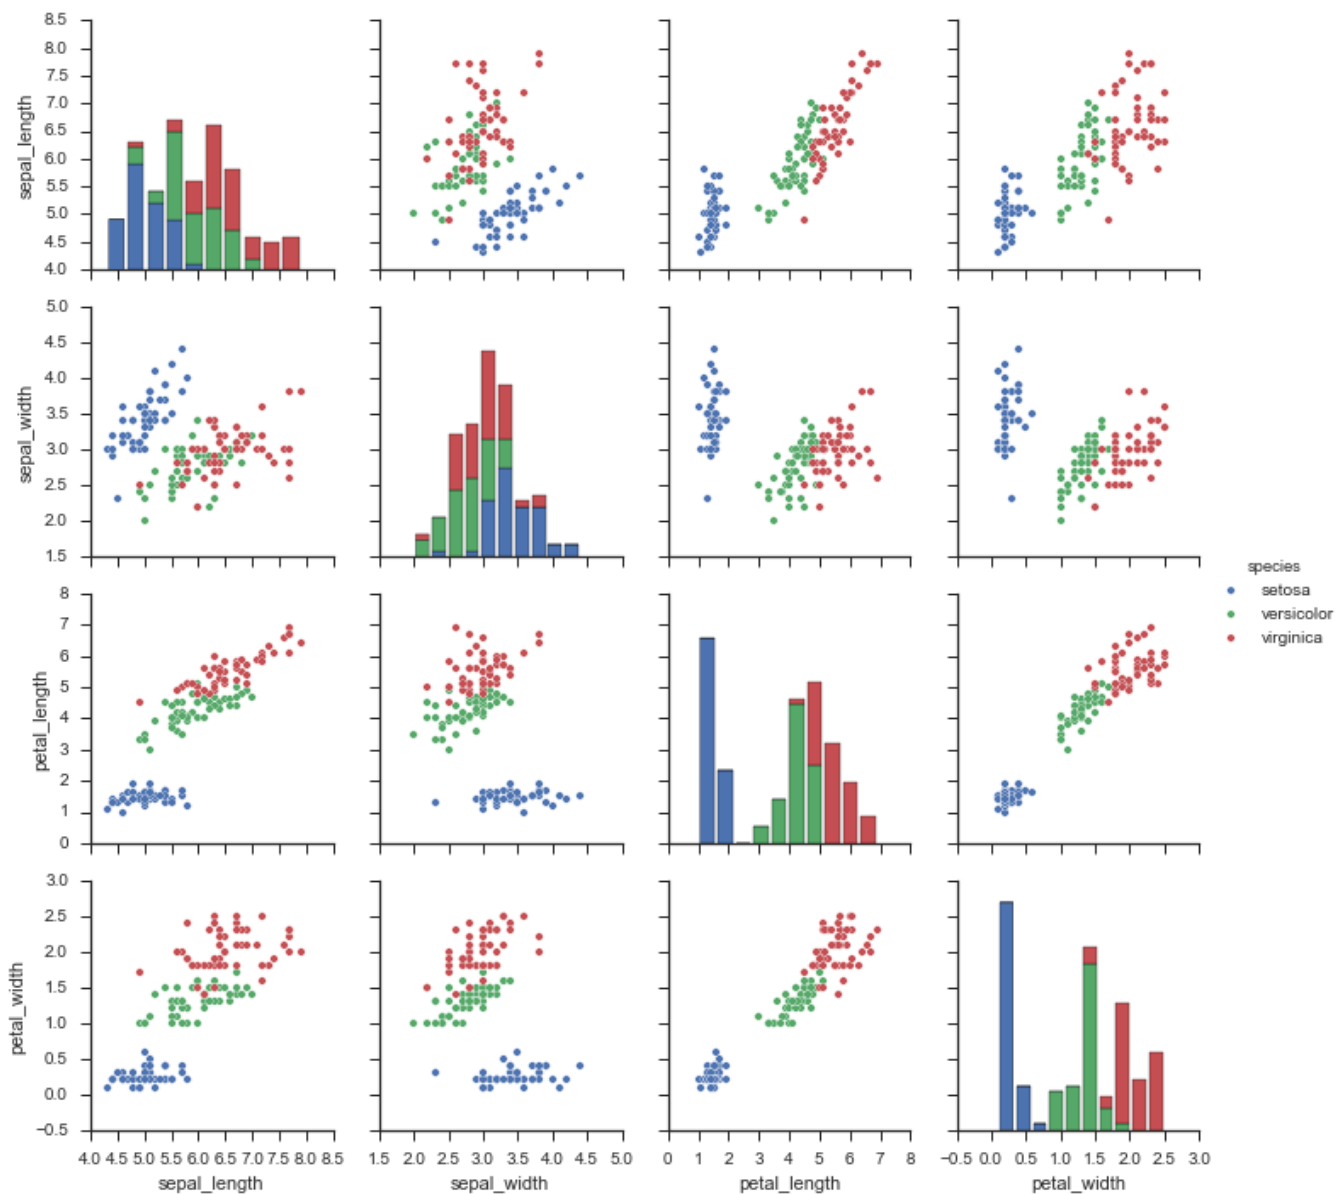 8.5
8.0
7.5
7.0
6.5
6.0
5.5
5.0
4.5
4.0
sepal_length
5.0
4.5
4.0
3.5
3.0
2.5
2.0
1.5
sepal_width
species
setosa
versicolor
virginica
8
7
6
5
4
3
2
1
0
petal_length
3.0
2.5
2.0
1.5
1.0
0.5
0.0
−0.5
petal_width
4.0 4.5 5.0 5.5 6.0 6.5 7.0 7.5 8.0 8.5
sepal_length
1.5 2.0 2.5 3.0 3.5 4.0 4.5 5.0
sepal_width
0 1 2 3 4 5 6 7 8
petal_length
−0.5 0.0 0.5 1.0 1.5 2.0 2.5 3.0
petal_width